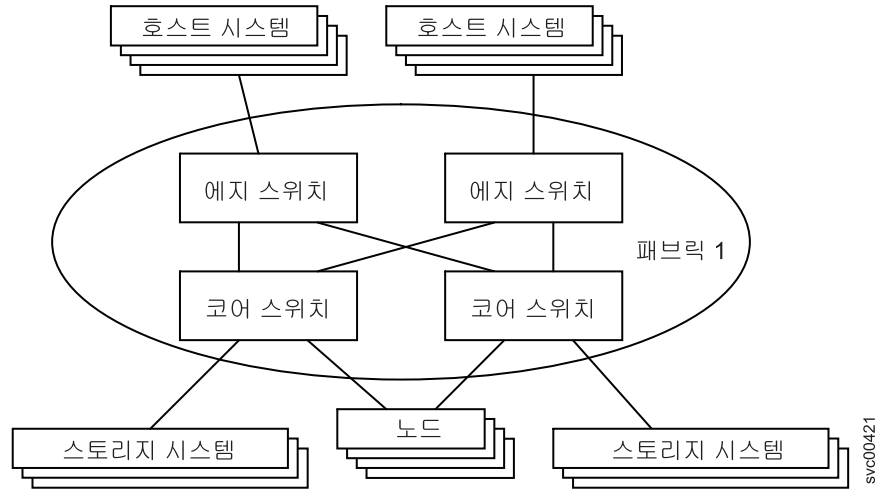 호스트 시스템
호스트 시스템
에지 스위치
에지 스위치
패브릭 1
코어 스위치
코어 스위치
노드
스토리지 시스템
스토리지 시스템
svc00421